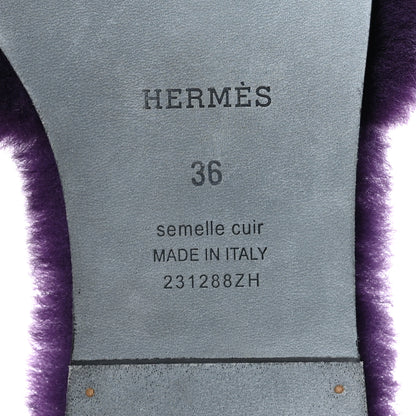 HERMÈS
36
semelle cuir
MADE IN ITALY
231288ZH